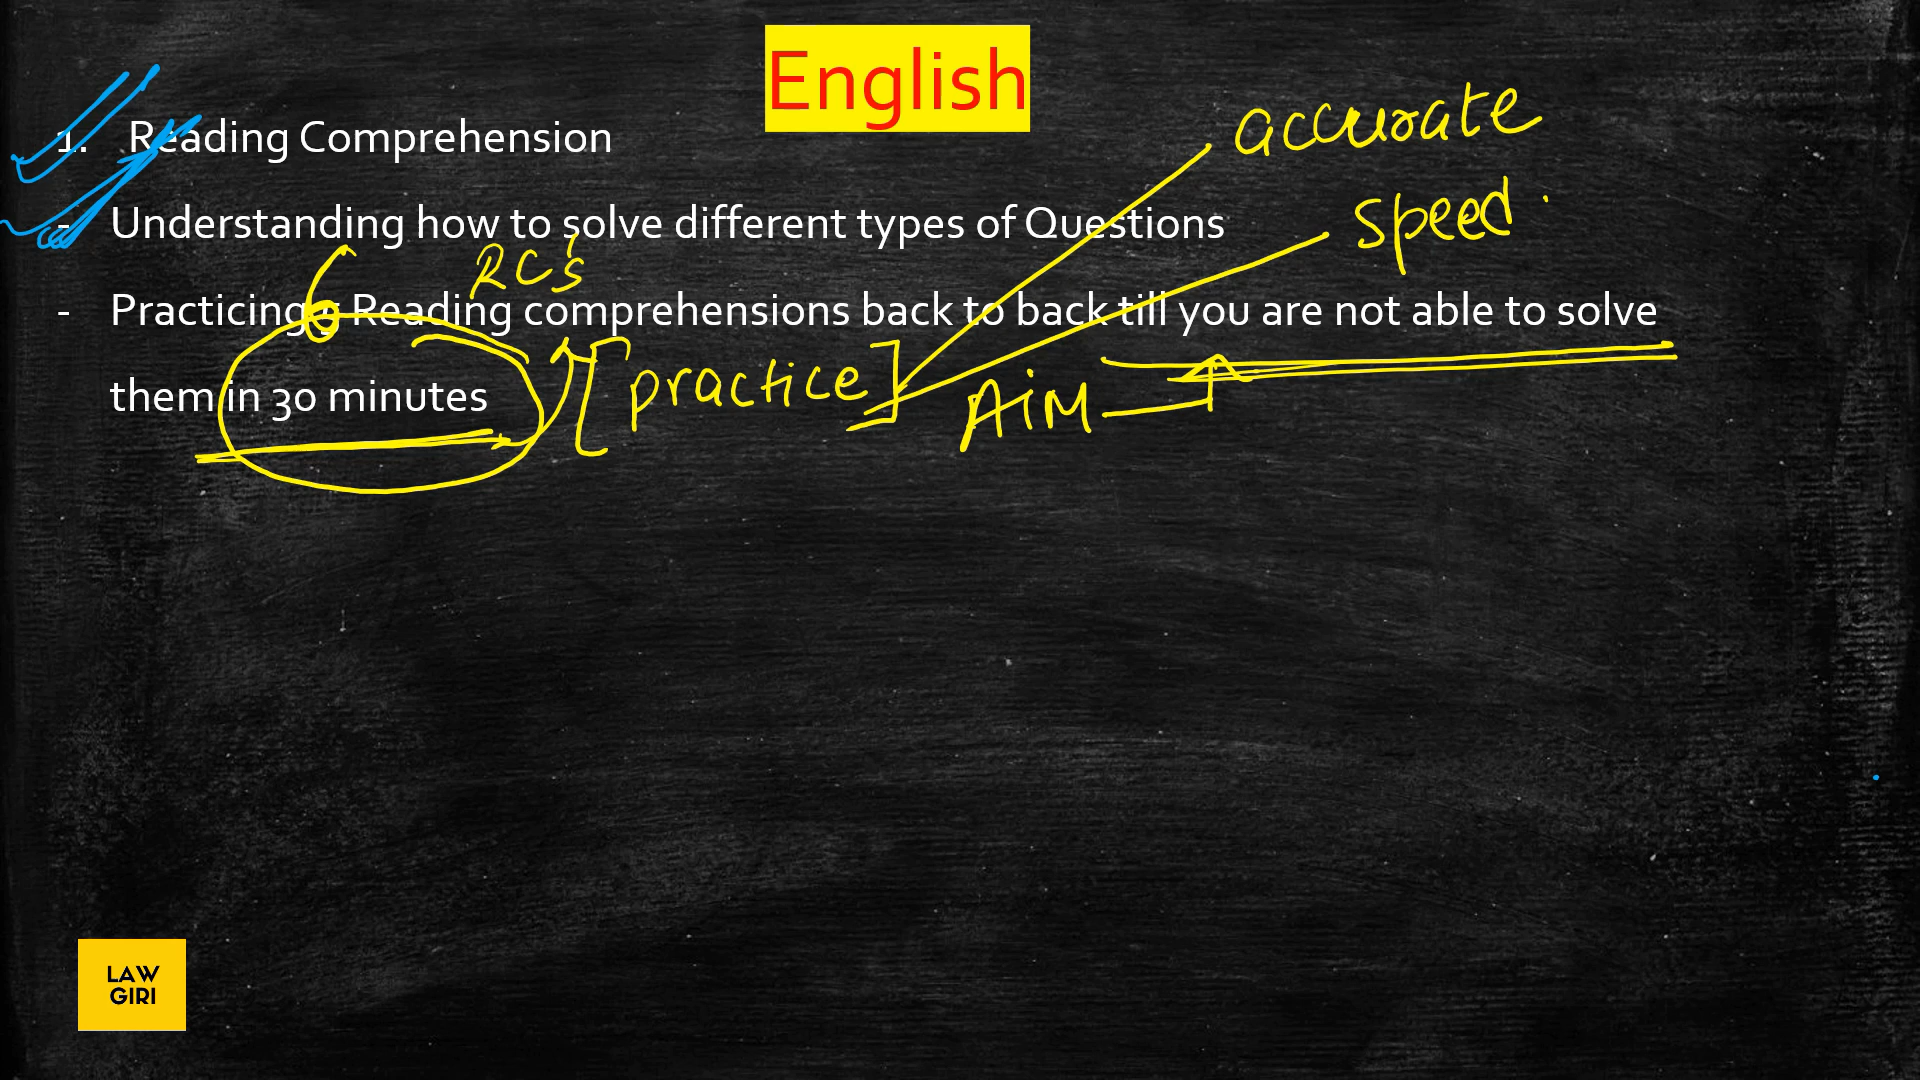 English
accurate
1. Reading Comprehension
speed.
- Understanding how to solve different types of Questions
6 RC's
- Practicing Reading comprehensions back to back till you are not able to solve
them in 30 minutes
[practice]
AiM
LAW
GIRI